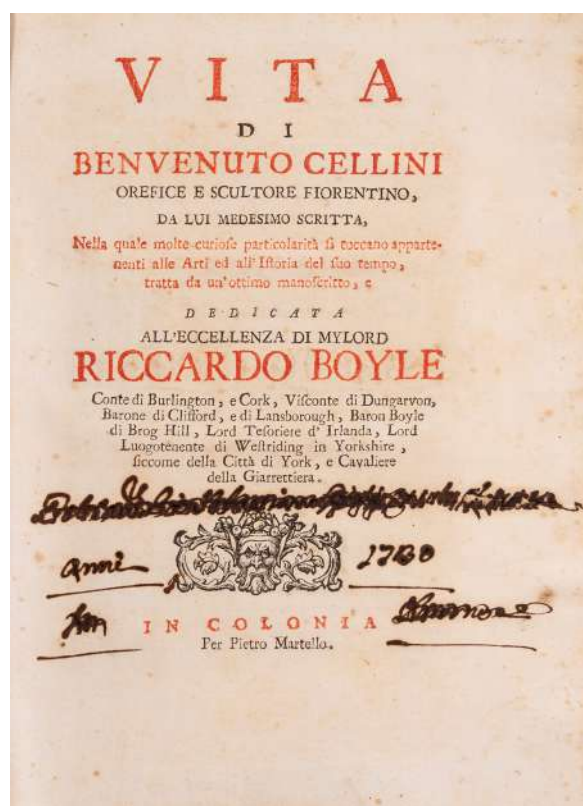 VITA
DI
BENVENUTO CELLINI
OREFICE E SCULTORE FIORENTINO,
DA LUI MEDESIMO SCRITTA,
Nella quale molte curiose particolarità si toccano apparte-
nenti alle Arti ed all'Istoria del suo tempo,
tratta da un'ottimo manoscritto, e
DEDICATA
ALL'ECCELLENZA DI MYLORD
RICCARDO BOYLE
Conte di Burlington, e Cork, Visconte di Dungarvon,
Barone di Clifford, e di Lansborough, Baron Boyle
di Brog Hill, Lord Tesoriere d'Irlanda, Lord
Luogotenente di Westriding in Yorkshire,
siccome della Città di York, e Cavaliere
della Giarrettiera.
anni
IN COLONIA
Per Pietro Martello.